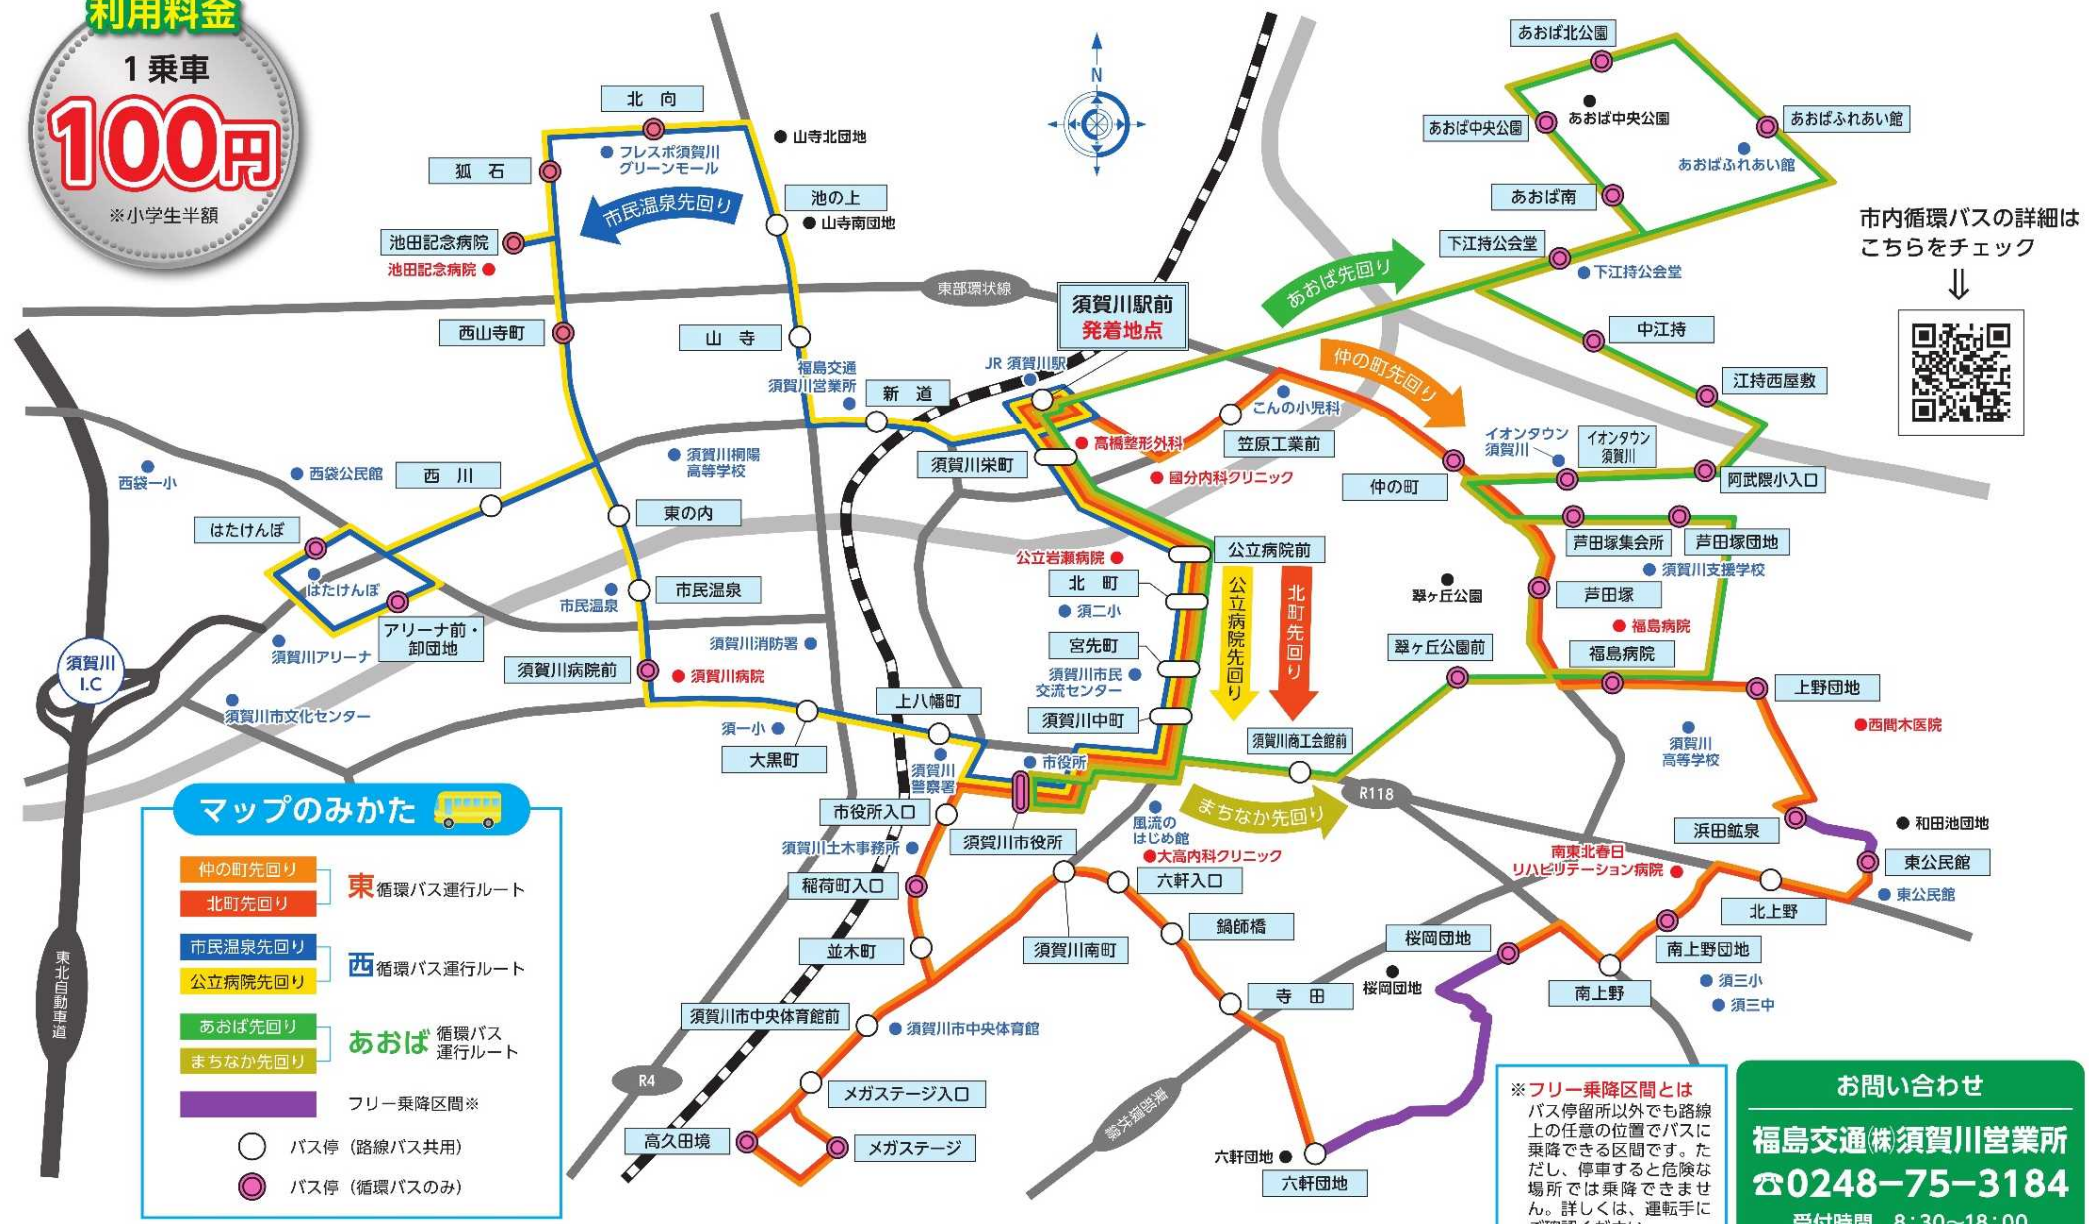 利用料金
1乗車
100円
※小学生半額
北 向
山寺北団地
フレスポ須賀川
グリーンモール
狐 石
市民温泉先回り
池の上
山寺南団地
池田記念病院
池田記念病院
東部環状線
西山寺町
山 寺
福島交通
須賀川営業所
新 道
N
須賀川駅前
発着地点
JR 須賀川駅
あおば北公園
あおば中央公園
あおば中央公園
あおばふれあい館
あおばふれあい館
あおば南
下江持公会堂
下江持公会堂
あおば先回り
中江持
江持西屋敷
仲の町先回り
こんの小児科
笠原工業前
高橋整形外科
國分内科クリニック
須賀川栄町
イオンタウン
須賀川
イオンタウン
須賀川
仲の町
阿武隈小入口
芦田塚集会所
芦田塚団地
須賀川支援学校
芦田塚
翠ヶ丘公園
福島病院
福島病院
翠ヶ丘公園前
上野団地
西間木医院
須賀川
高等学校
市内循環バスの詳細は
こちらをチェック
⇓
西袋一小
西袋公民館
西 川
須賀川桐陽
高等学校
東の内
はたけんぼ
はたけんぼ
市民温泉
市民温泉
アリーナ前・
卸団地
須賀川アリーナ
須賀川
I.C
須賀川市文化センター
須賀川消防署
須賀川病院前
須賀川病院
須一小
大黒町
上八幡町
須賀川
警察署
公立岩瀬病院
公立病院前
北 町
須二小
宮先町
須賀川市民
交流センター
須賀川中町
公立病院先回り
北町先回り
須賀川商工会館前
市役所
市役所入口
須賀川市役所
まちなか先回り
R118
風流の
はじめ館
大高内科クリニック
須賀川土木事務所
稲荷町入口
並木町
須賀川南町
六軒入口
鍋師橋
寺 田
須賀川市中央体育館前
須賀川市中央体育館
メガステージ入口
高久田境
メガステージ
R4
東北自動車道
東部環状線
六軒団地
六軒団地
桜岡団地
桜岡団地
南上野
南上野団地
須三小
須三中
南東北春日
リハビリテーション病院
北上野
浜田鉱泉
和田池団地
東公民館
東公民館
マップのみかた
仲の町先回り
北町先回り
東循環バス運行ルート
市民温泉先回り
公立病院先回り
西循環バス運行ルート
あおば先回り
まちなか先回り
あおば循環バス
運行ルート
フリー乗降区間※
バス停（路線バス共用）
バス停（循環バスのみ）
※フリー乗降区間とは
バス停留所以外でも路線
上の任意の位置でバスに
乗降できる区間です。た
だし、停車すると危険な
場所では乗降できませ
ん。詳しくは、運転手に
ご確認ください。
お問い合わせ
福島交通㈱須賀川営業所
☎0248−75−3184
受付時間 8：30〜18：00